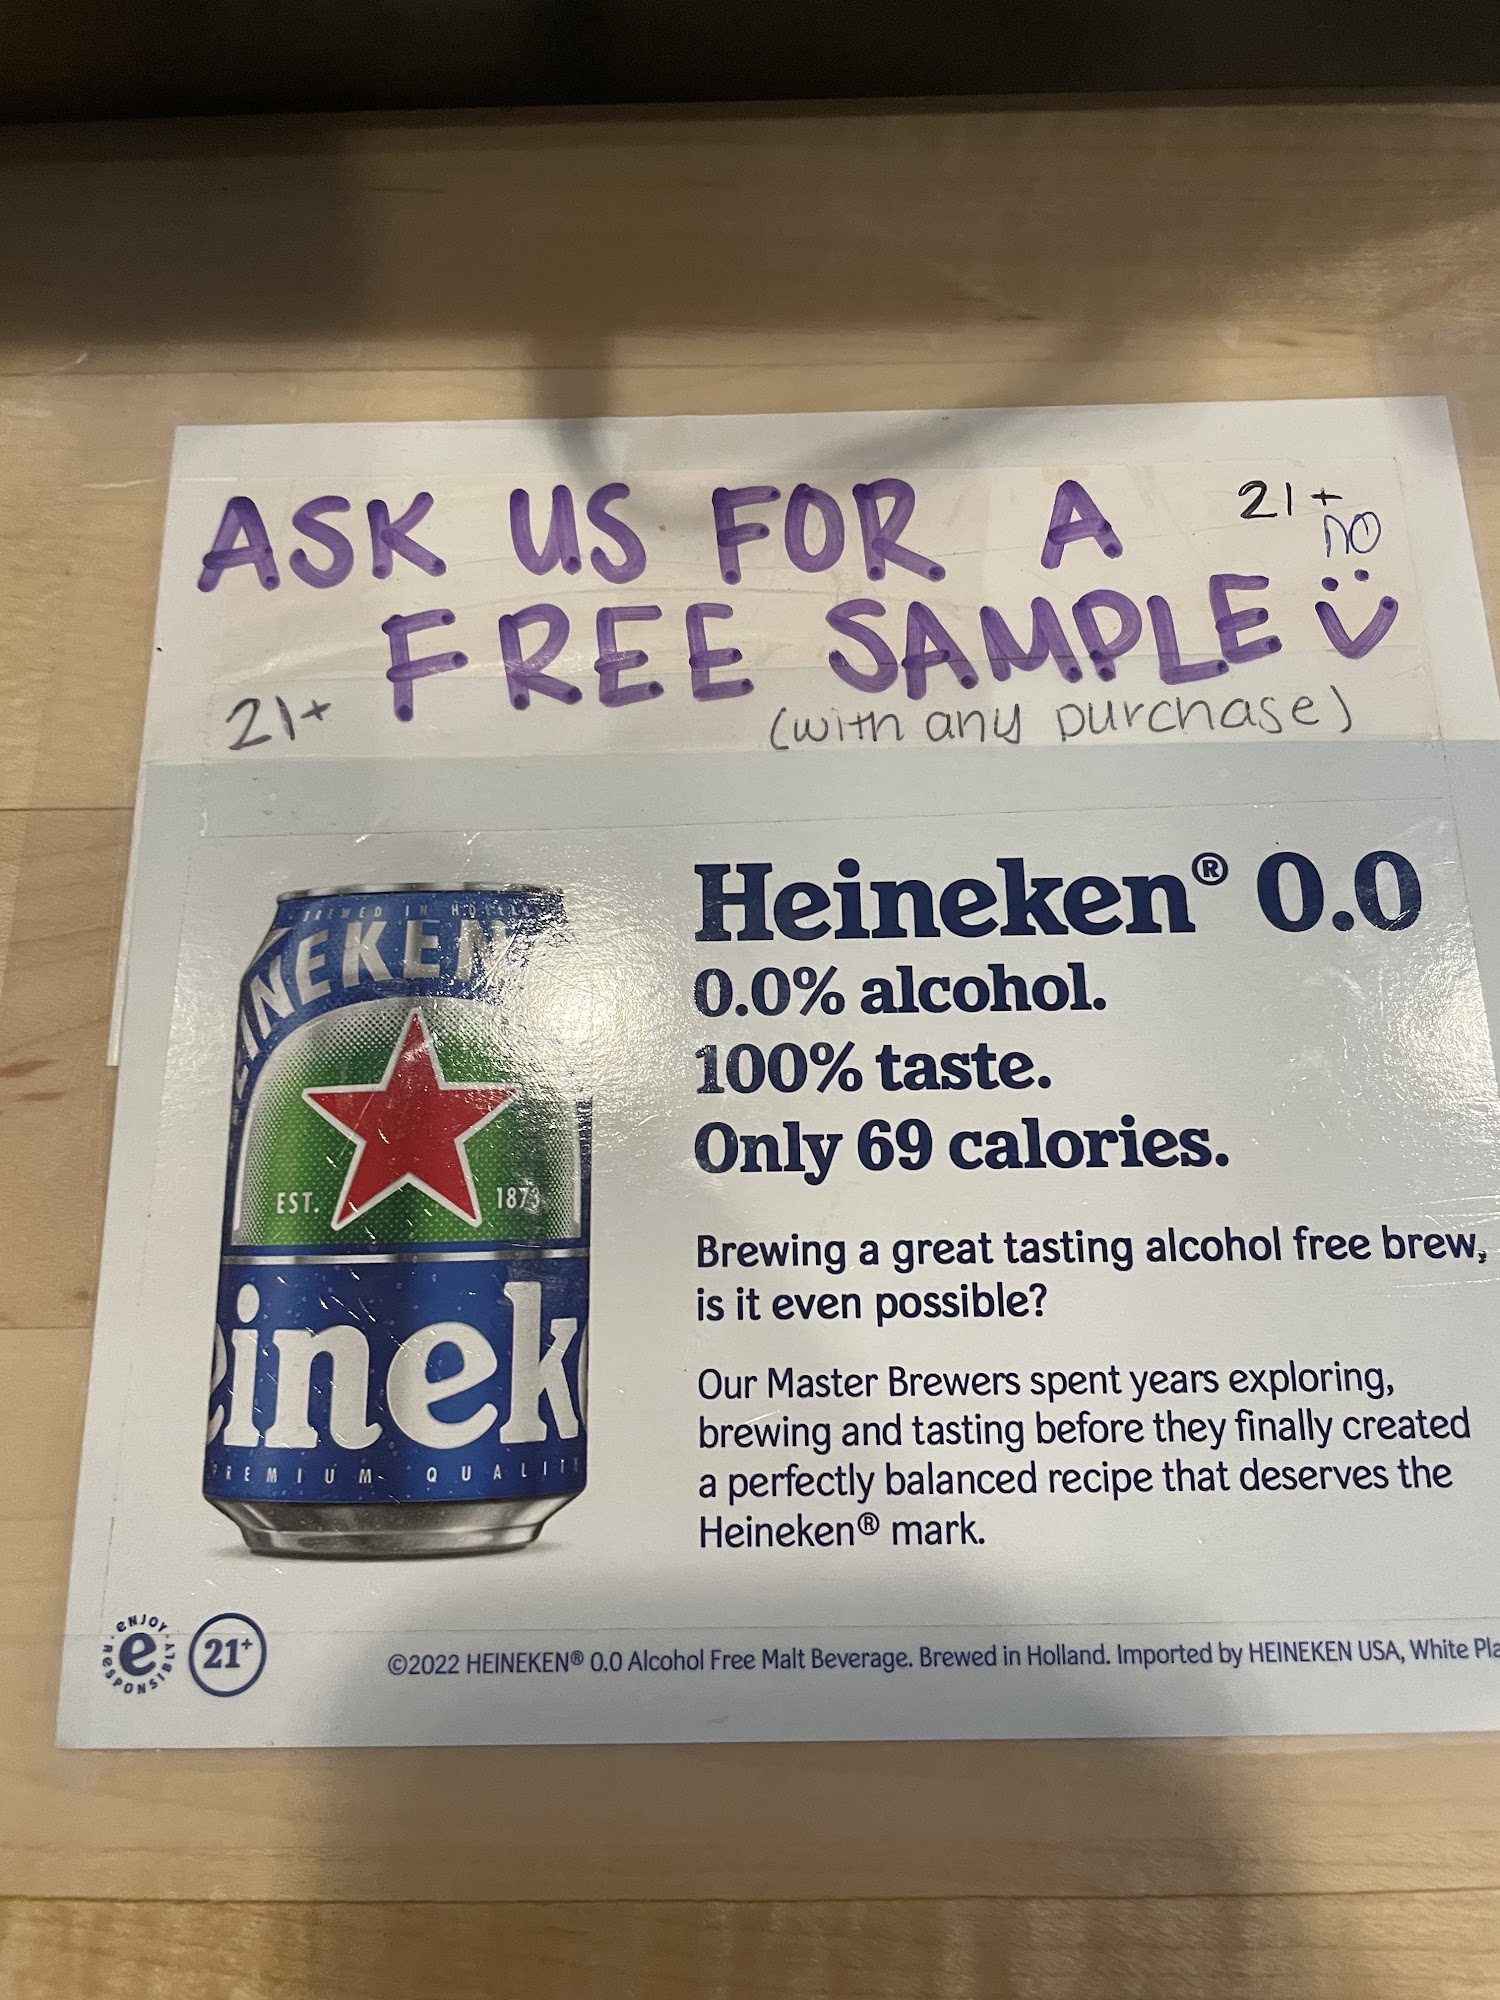 ASK US FOR A 21+
no
FREE SAMPLE
21+ (with any purchase)
BREWED IN
EINEKEN
EST. 1873
einek
PREMIUM QUALIT
Heineken® 0.0
0.0% alcohol.
100% taste.
Only 69 calories.
Brewing a great tasting alcohol free brew,
is it even possible?
Our Master Brewers spent years exploring,
brewing and tasting before they finally created
a perfectly balanced recipe that deserves the
Heineken® mark.
ENJOY RESPONSIBLY
e
21+
©2022 HEINEKEN® 0.0 Alcohol Free Malt Beverage. Brewed in Holland. Imported by HEINEKEN USA, White Pla